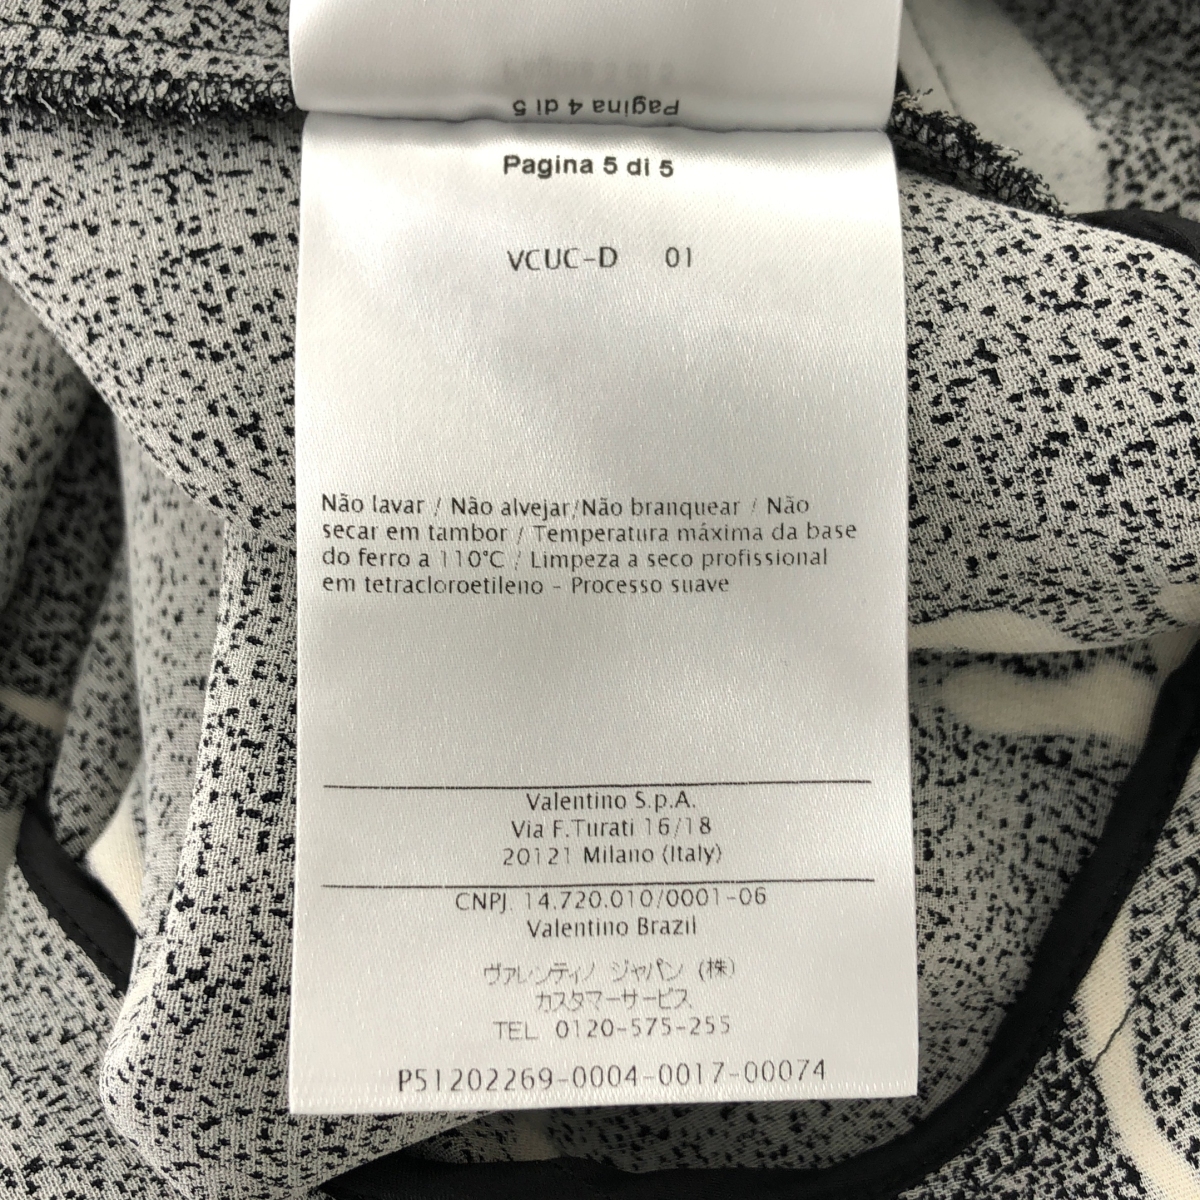 Pagina 4 di 5
Pagina 5 di 5
VCUC-D 01
Não lavar / Não alvejar/Não branquear / Não
secar em tambor / Temperatura máxima da base
do ferro a 110°C / Limpeza a seco profissional
em tetracloroetileno - Processo suave
Valentino S.p.A.
Via F.Turati 16/18
20121 Milano (Italy)
CNPJ. 14.720.010/0001-06
Valentino Brazil
ヴァレンティノ ジャパン (株)
カスタマーサービス
TEL 0120-575-255
P51202269-0004-0017-00074